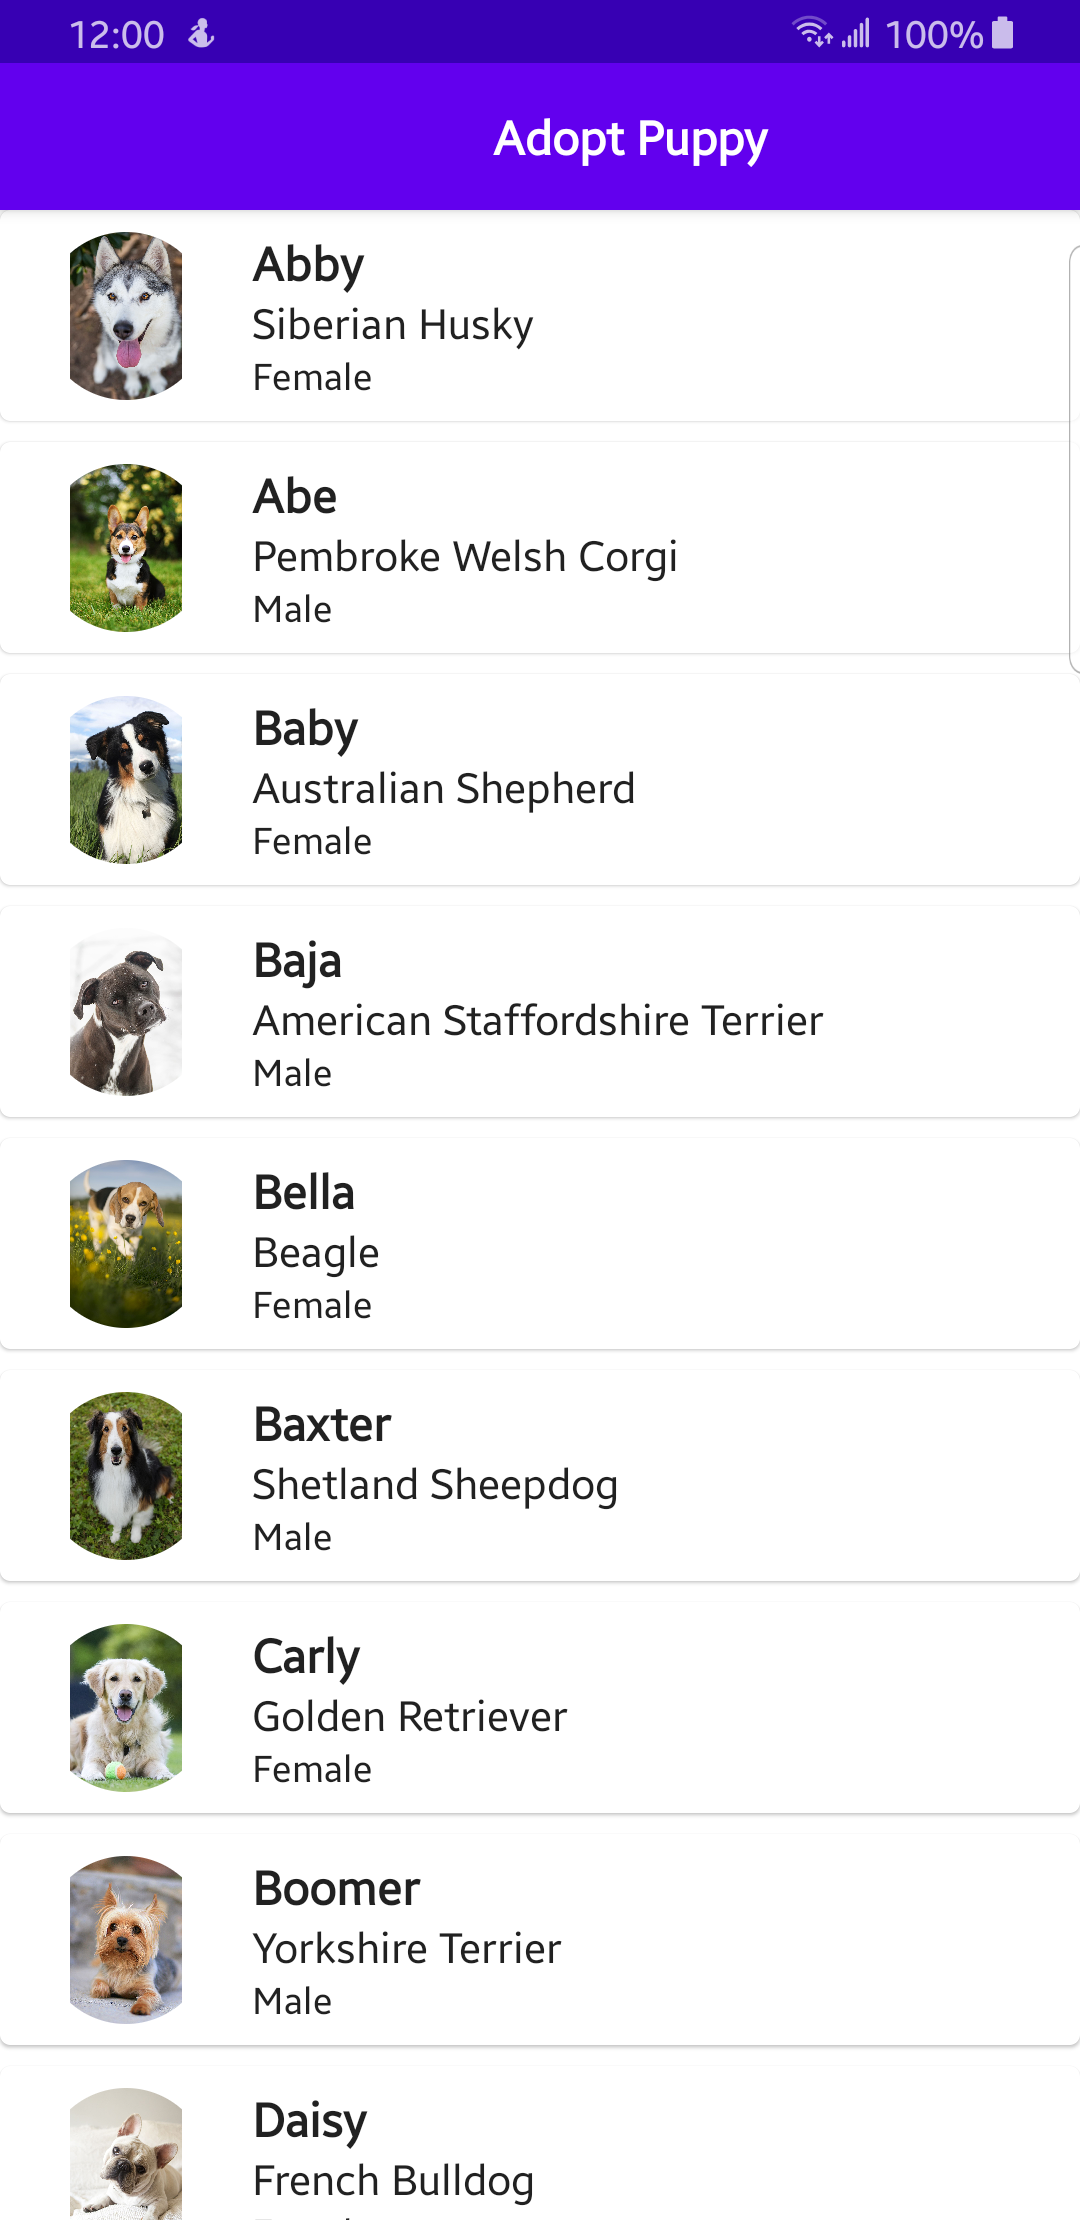 12:00 100%
Adopt Puppy
Abby
Siberian Husky
Female
Abe
Pembroke Welsh Corgi
Male
Baby
Australian Shepherd
Female
Baja
American Staffordshire Terrier
Male
Bella
Beagle
Female
Baxter
Shetland Sheepdog
Male
Carly
Golden Retriever
Female
Boomer
Yorkshire Terrier
Male
Daisy
French Bulldog